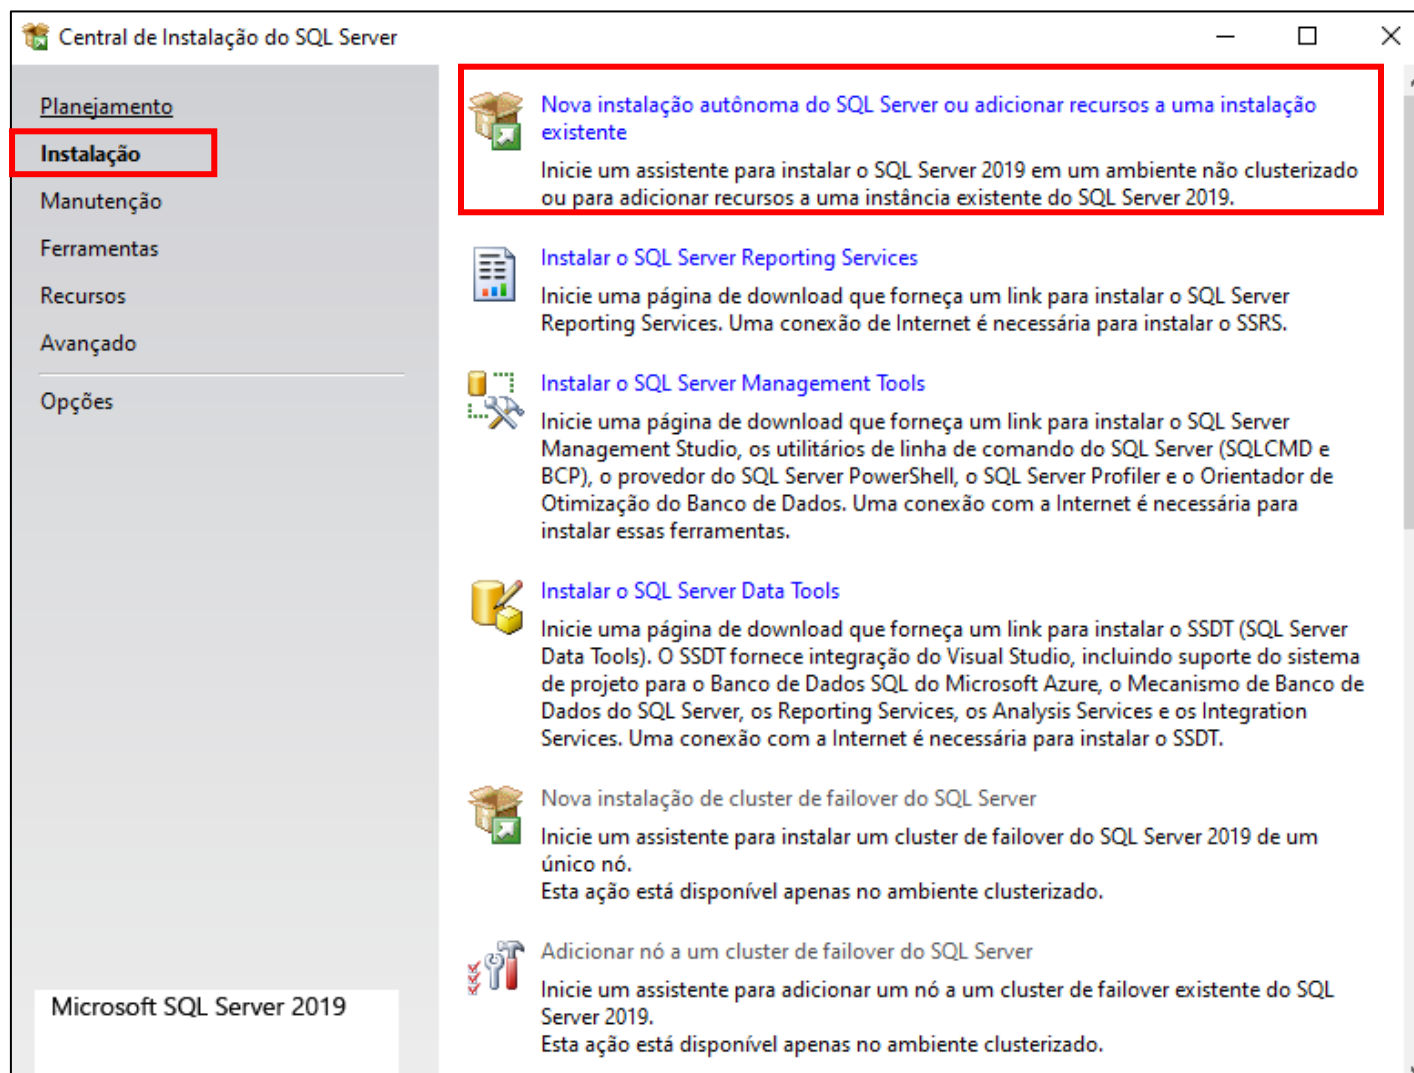 Central de Instalação do SQL Server
Planejamento
Instalação
Manutenção
Ferramentas
Recursos
Avançado
Opções
Microsoft SQL Server 2019
Nova instalação autônoma do SQL Server ou adicionar recursos a uma instalação
existente
Inicie um assistente para instalar o SQL Server 2019 em um ambiente não clusterizado
ou para adicionar recursos a uma instância existente do SQL Server 2019.
Instalar o SQL Server Reporting Services
Inicie uma página de download que forneça um link para instalar o SQL Server
Reporting Services. Uma conexão de Internet é necessária para instalar o SSRS.
Instalar o SQL Server Management Tools
Inicie uma página de download que forneça um link para instalar o SQL Server
Management Studio, os utilitários de linha de comando do SQL Server (SQLCMD e
BCP), o provedor do SQL Server PowerShell, o SQL Server Profiler e o Orientador de
Otimização do Banco de Dados. Uma conexão com a Internet é necessária para
instalar essas ferramentas.
Instalar o SQL Server Data Tools
Inicie uma página de download que forneça um link para instalar o SSDT (SQL Server
Data Tools). O SSDT fornece integração do Visual Studio, incluindo suporte do sistema
de projeto para o Banco de Dados SQL do Microsoft Azure, o Mecanismo de Banco de
Dados do SQL Server, os Reporting Services, os Analysis Services e os Integration
Services. Uma conexão com a Internet é necessária para instalar o SSDT.
Nova instalação de cluster de failover do SQL Server
Inicie um assistente para instalar um cluster de failover do SQL Server 2019 de um
único nó.
Esta ação está disponível apenas no ambiente clusterizado.
Adicionar nó a um cluster de failover do SQL Server
Inicie um assistente para adicionar um nó a um cluster de failover existente do SQL
Server 2019.
Esta ação está disponível apenas no ambiente clusterizado.